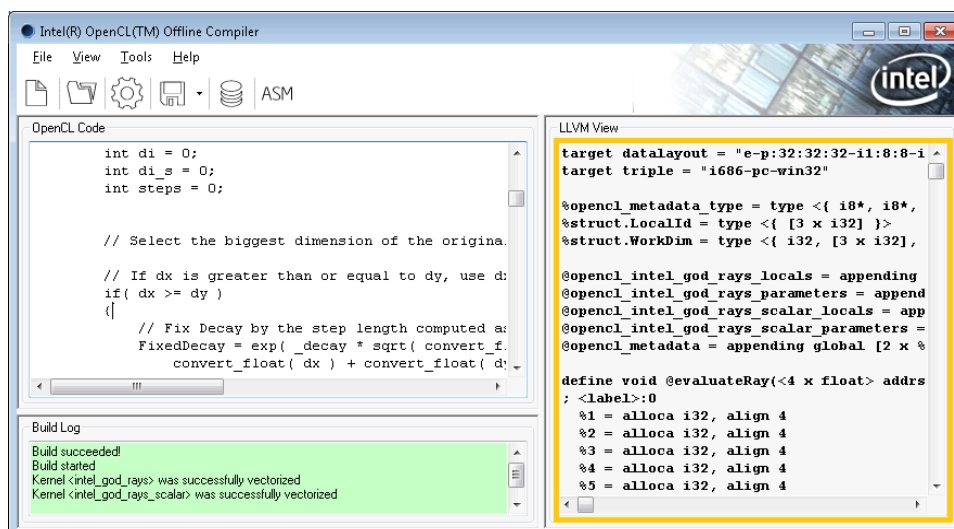 Intel(R) OpenCL(TM) Offline Compiler
File View Tools Help
ASM
intel
OpenCL Code
int di = 0;
int di_s = 0;
int steps = 0;
// Select the biggest dimension of the origina
// If dx is greater than or equal to dy, use d
if( dx >= dy )
{
// Fix Decay by the step length computed as
FixedDecay = exp( _decay * sqrt( convert_f
convert_float( dx ) + convert_float( dy
Build Log
Build succeeded!
Build started
Kernel <intel_god_rays> was successfully vectorized
Kernel <intel_god_rays_scalar> was successfully vectorized
LLVM View
target datalayout = "e-p:32:32:32-i1:8:8-i
target triple = "i686-pc-win32"
%opencl_metadata_type = type <{ i8*, i8*,
%struct.LocalId = type <{ [3 x i32] }>
%struct.WorkDim = type <{ i32, [3 x i32],
@opencl_intel_god_rays_locals = appending
@opencl_intel_god_rays_parameters = append
@opencl_intel_god_rays_scalar_locals = app
@opencl_intel_god_rays_scalar_parameters =
@opencl_metadata = appending global [2 x %
define void @evaluateRay(<4 x float> addrs
; <label>:0
%1 = alloca i32, align 4
%2 = alloca i32, align 4
%3 = alloca i32, align 4
%4 = alloca i32, align 4
%5 = alloca i32, align 4